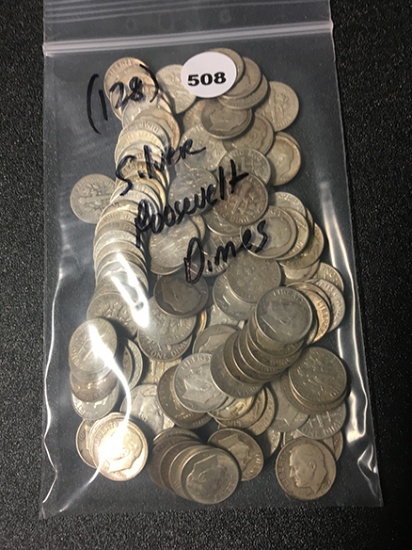 508
(128)
Silver
Roosevelt
Dimes